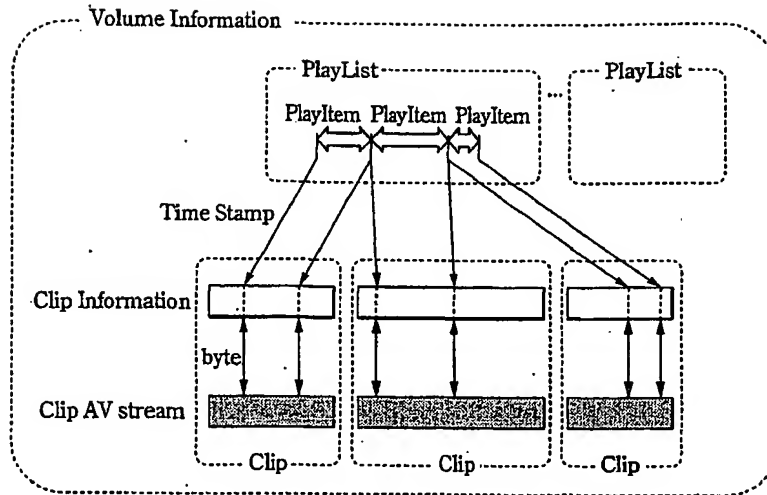 Volume Information
PlayList
PlayList
...
PlayItem PlayItem PlayItem
Time Stamp
Clip Information
byte
Clip AV stream
Clip
Clip
Clip